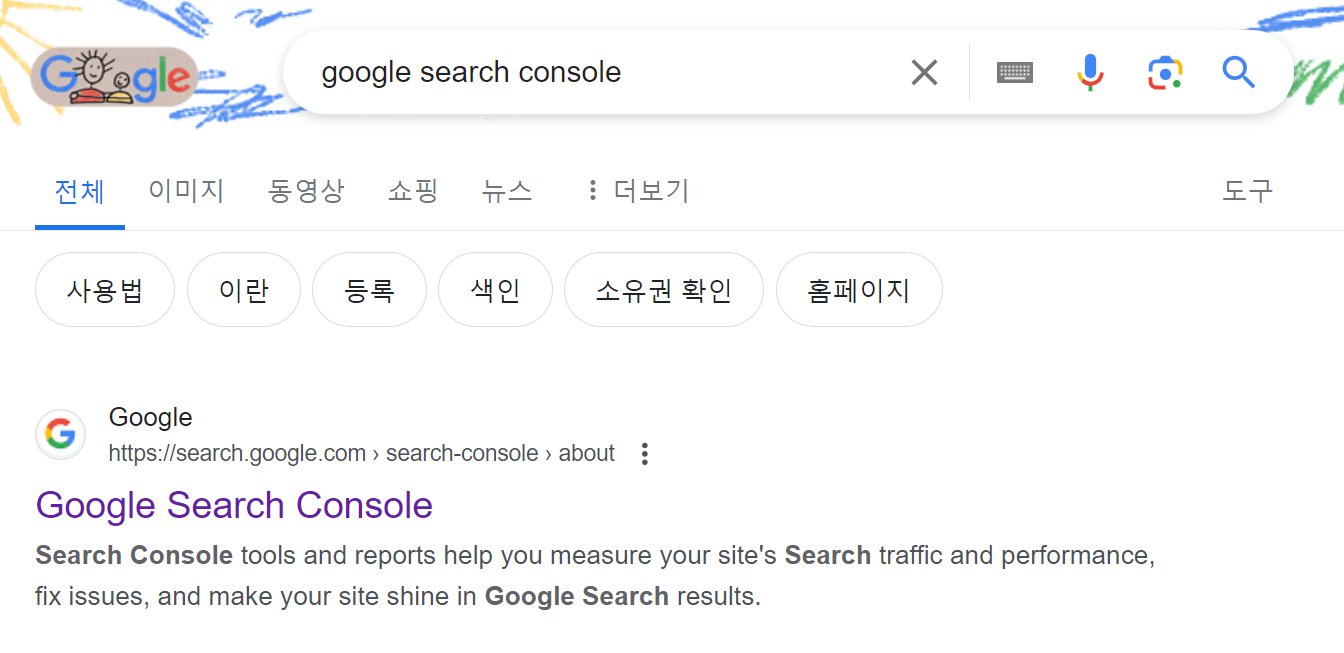 Google
google search console
전체 이미지 동영상 쇼핑 뉴스 더보기 도구
사용법 이란 등록 색인 소유권 확인 홈페이지
Google
https://search.google.com › search-console › about
Google Search Console
Search Console tools and reports help you measure your site's Search traffic and performance,
fix issues, and make your site shine in Google Search results.